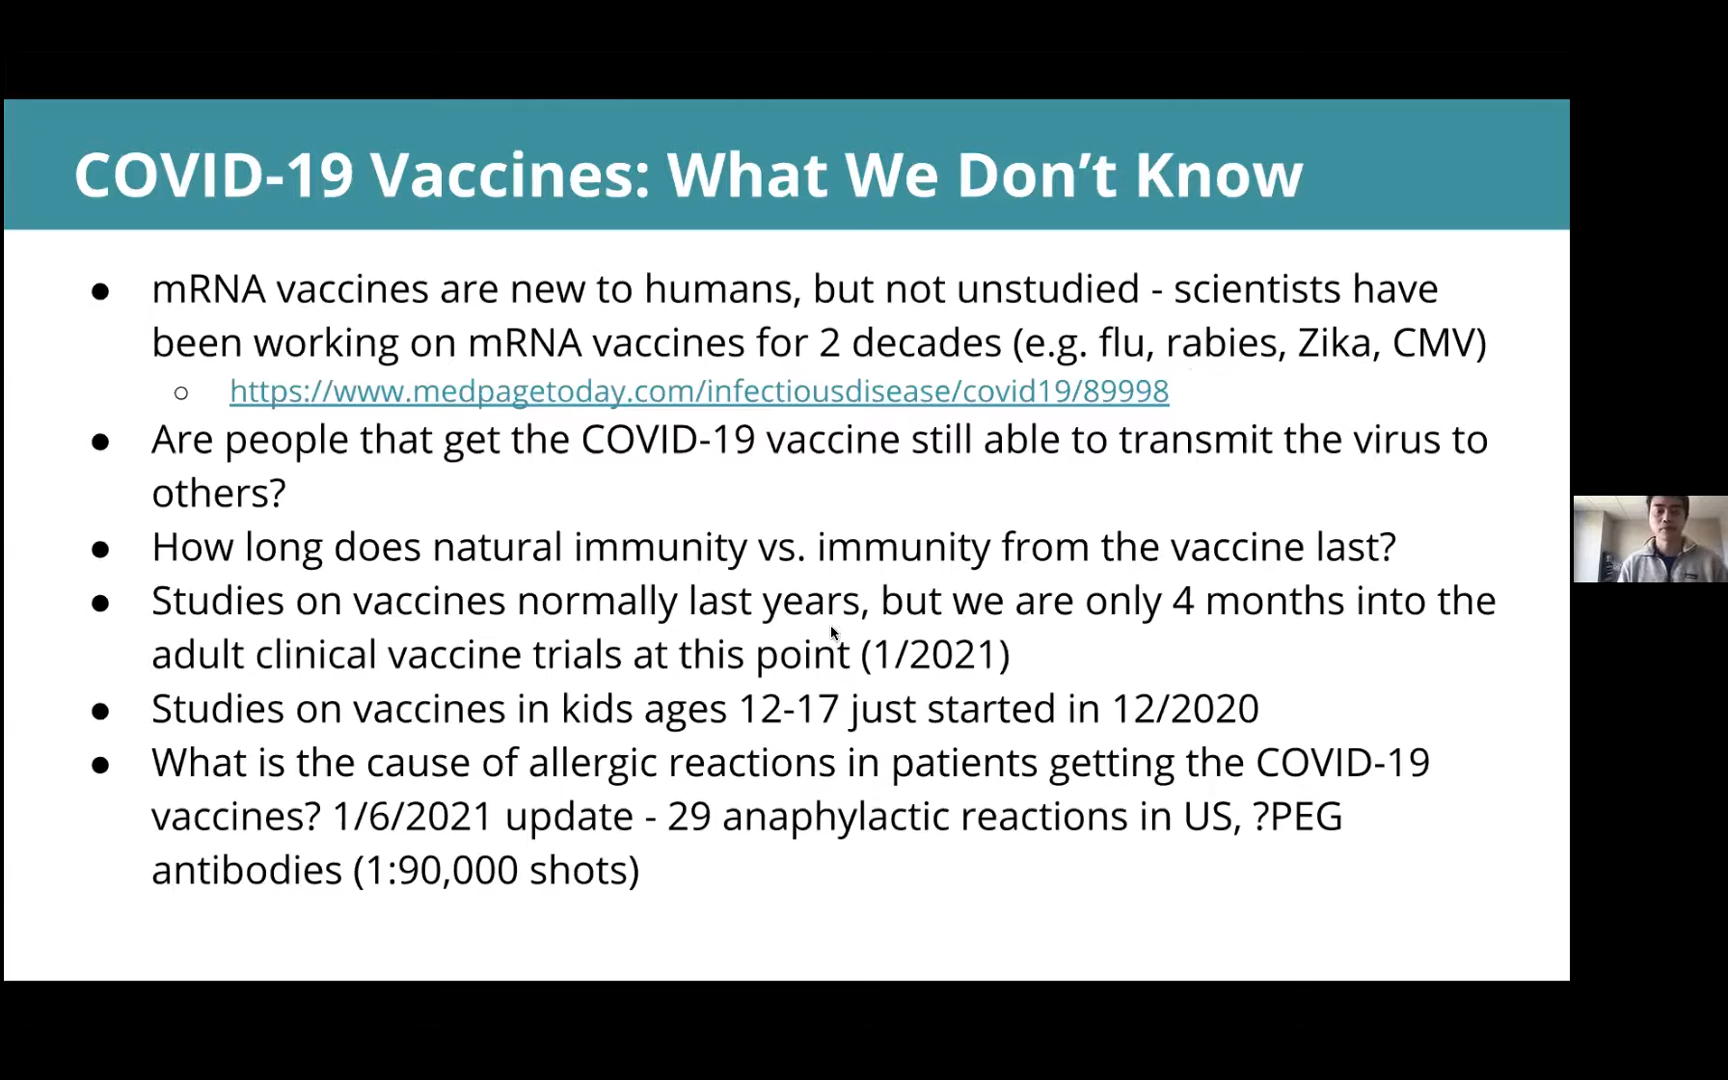 COVID-19 Vaccines: What We Don’t Know
● mRNA vaccines are new to humans, but not unstudied - scientists have
been working on mRNA vaccines for 2 decades (e.g. flu, rabies, Zika, CMV)
○ https://www.medpagetoday.com/infectiousdisease/covid19/89998
● Are people that get the COVID-19 vaccine still able to transmit the virus to
others?
● How long does natural immunity vs. immunity from the vaccine last?
● Studies on vaccines normally last years, but we are only 4 months into the
adult clinical vaccine trials at this point (1/2021)
● Studies on vaccines in kids ages 12-17 just started in 12/2020
● What is the cause of allergic reactions in patients getting the COVID-19
vaccines? 1/6/2021 update - 29 anaphylactic reactions in US, ?PEG
antibodies (1:90,000 shots)